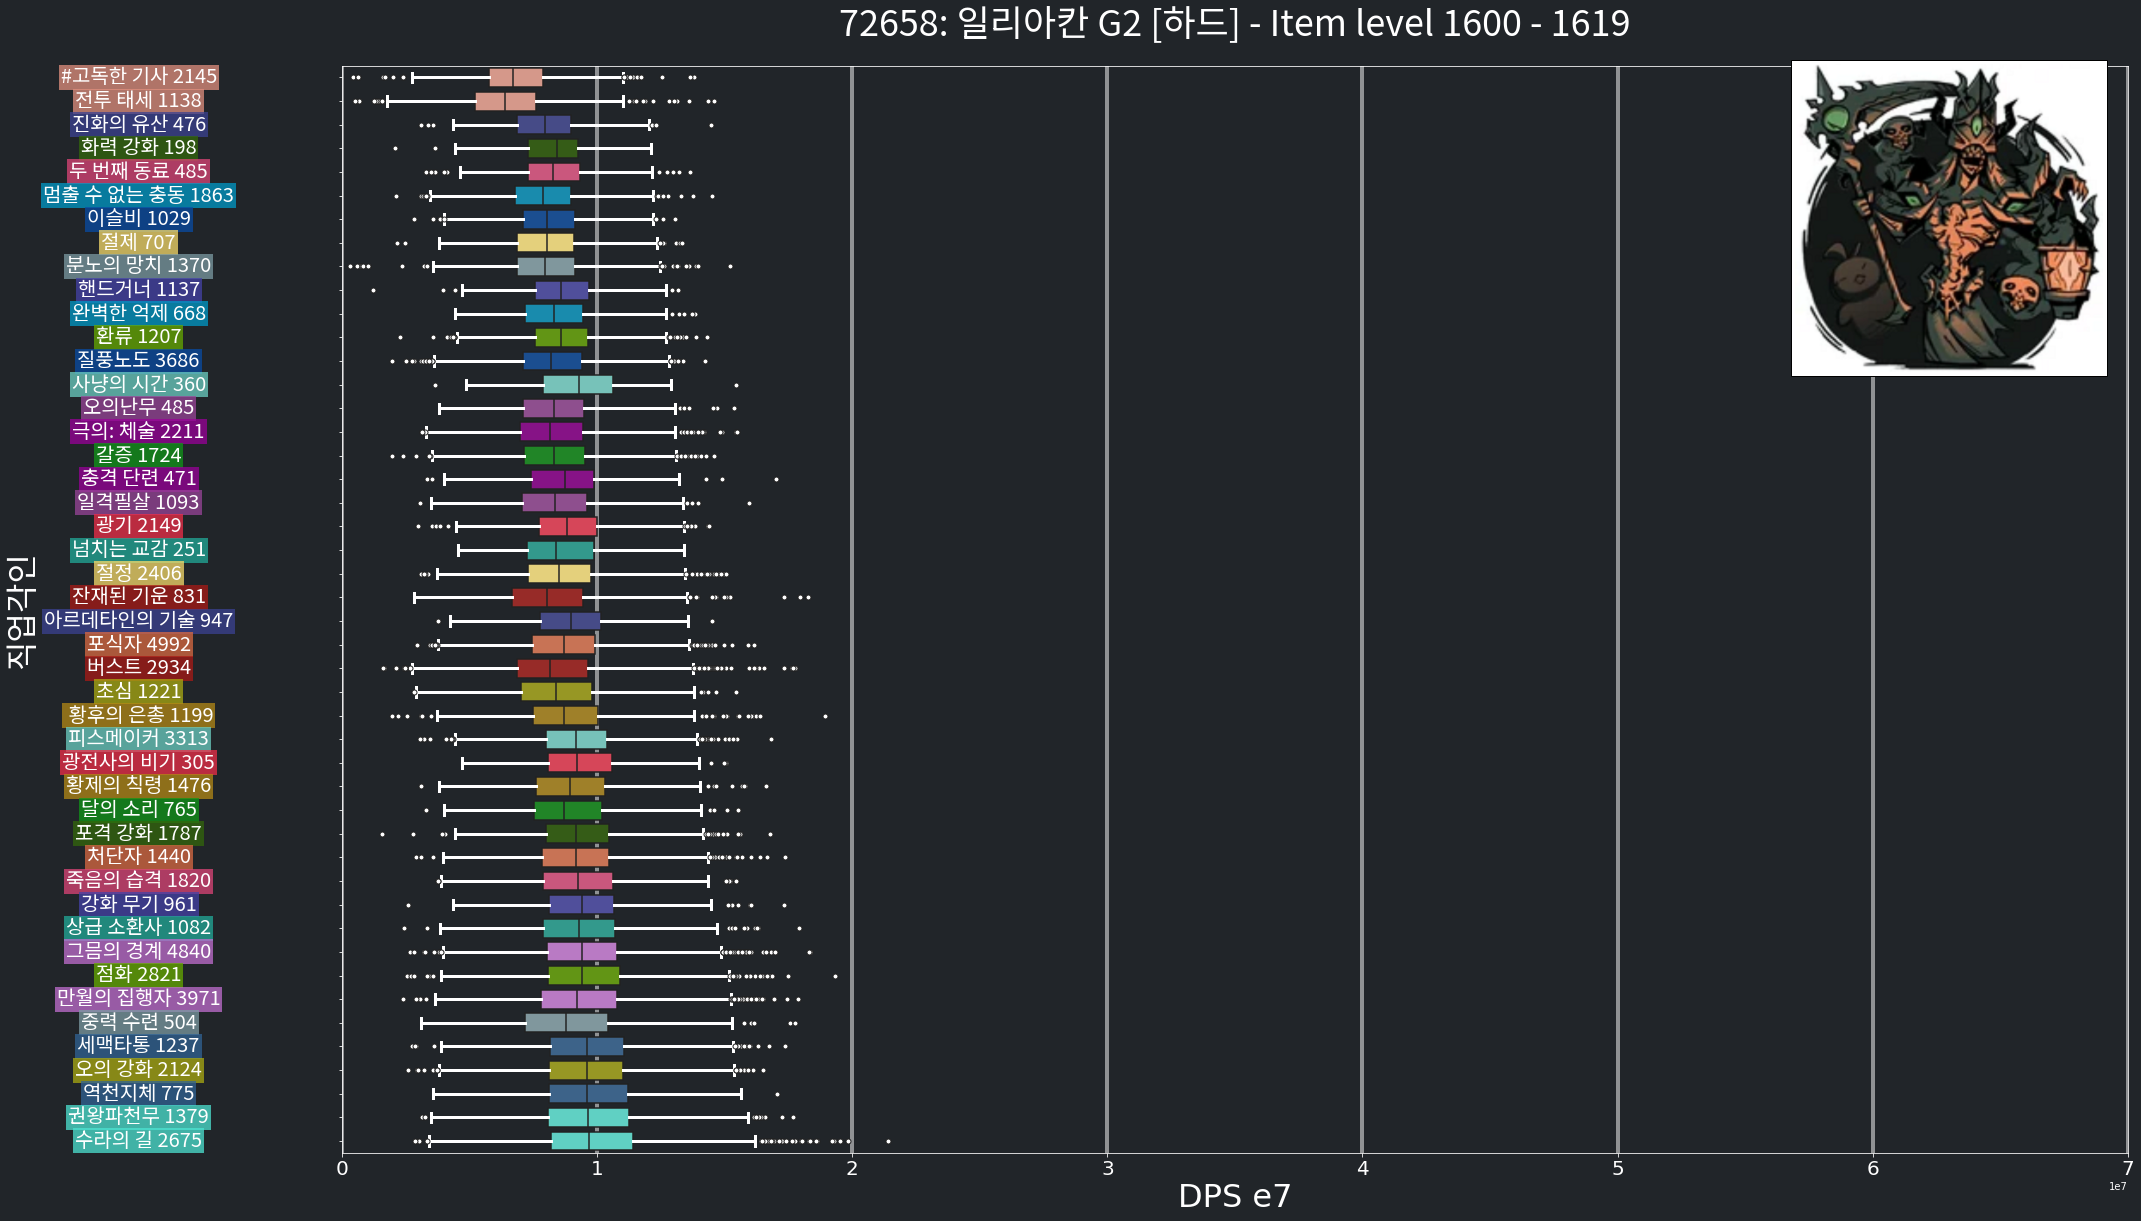 72658: 일리아칸 G2 [하드] - Item level 1600 - 1619
직업각인
#고독한 기사 2145
전투 태세 1138
진화의 유산 476
화력 강화 198
두 번째 동료 485
멈출 수 없는 충동 1863
이슬비 1029
절제 707
분노의 망치 1370
핸드거너 1137
완벽한 억제 668
환류 1207
질풍노도 3686
사냥의 시간 360
오의난무 485
극의: 체술 2211
갈증 1724
충격 단련 471
일격필살 1093
광기 2149
넘치는 교감 251
절정 2406
잔재된 기운 831
아르데타인의 기술 947
포식자 4992
버스트 2934
초심 1221
황후의 은총 1199
피스메이커 3313
광전사의 비기 305
황제의 칙령 1476
달의 소리 765
포격 강화 1787
처단자 1440
죽음의 습격 1820
강화 무기 961
상급 소환사 1082
그믐의 경계 4840
점화 2821
만월의 집행자 3971
중력 수련 504
세맥타통 1237
오의 강화 2124
역천지체 775
권왕파천무 1379
수라의 길 2675
0 1 2 3 4 5 6 7
DPS e7
1e7